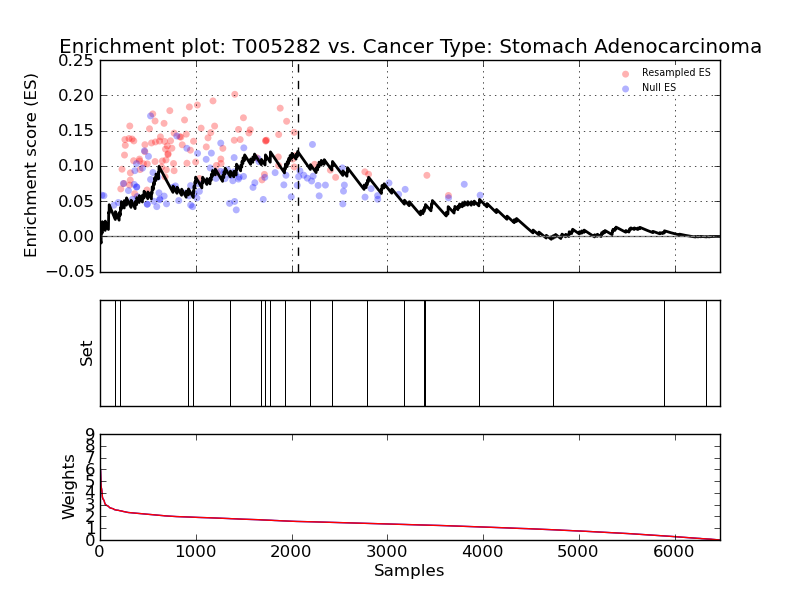 Enrichment plot: T005282 vs. Cancer Type: Stomach Adenocarcinoma
Enrichment score (ES)
0.25
0.20
0.15
0.10
0.05
0.00
−0.05
Resampled ES
Null ES
Set
Weights
9
8
7
6
5
4
3
2
1
0
0 1000 2000 3000 4000 5000 6000
Samples